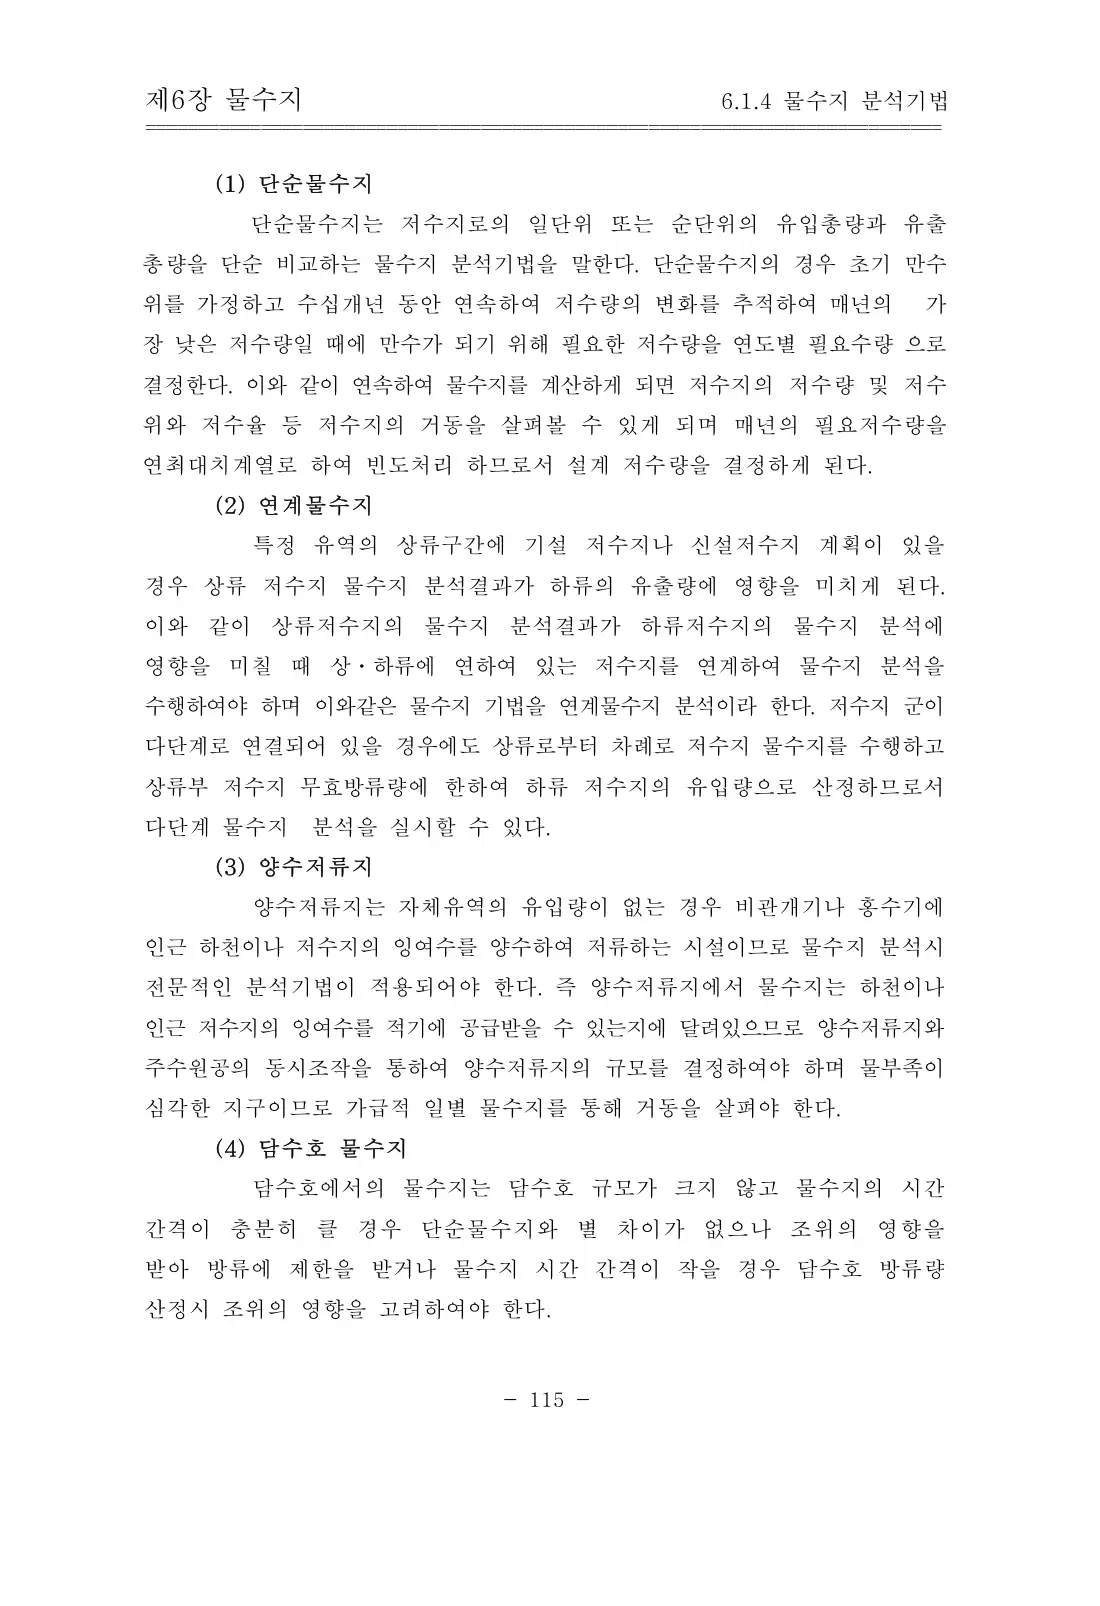 제6장 물수지 6.1.4 물수지 분석기법
(1) 단순물수지
단순물수지는 저수지로의 일단위 또는 순단위의 유입총량과 유출
총량을 단순 비교하는 물수지 분석기법을 말한다. 단순물수지의 경우 초기 만수
위를 가정하고 수십개년 동안 연속하여 저수량의 변화를 추적하여 매년의 가
장 낮은 저수량일 때에 만수가 되기 위해 필요한 저수량을 연도별 필요수량 으로
결정한다. 이와 같이 연속하여 물수지를 계산하게 되면 저수지의 저수량 및 저수
위와 저수율 등 저수지의 거동을 살펴볼 수 있게 되며 매년의 필요저수량을
연최대치계열로 하여 빈도처리 하므로서 설계 저수량을 결정하게 된다.
(2) 연계물수지
특정 유역의 상류구간에 기설 저수지나 신설저수지 계획이 있을
경우 상류 저수지 물수지 분석결과가 하류의 유출량에 영향을 미치게 된다.
이와 같이 상류저수지의 물수지 분석결과가 하류저수지의 물수지 분석에
영향을 미칠 때 상·하류에 연하여 있는 저수지를 연계하여 물수지 분석을
수행하여야 하며 이와같은 물수지 기법을 연계물수지 분석이라 한다. 저수지 군이
다단계로 연결되어 있을 경우에도 상류로부터 차례로 저수지 물수지를 수행하고
상류부 저수지 무효방류량에 한하여 하류 저수지의 유입량으로 산정하므로서
다단계 물수지 분석을 실시할 수 있다.
(3) 양수저류지
양수저류지는 자체유역의 유입량이 없는 경우 비관개기나 홍수기에
인근 하천이나 저수지의 잉여수를 양수하여 저류하는 시설이므로 물수지 분석시
전문적인 분석기법이 적용되어야 한다. 즉 양수저류지에서 물수지는 하천이나
인근 저수지의 잉여수를 적기에 공급받을 수 있는지에 달려있으므로 양수저류지와
주수원공의 동시조작을 통하여 양수저류지의 규모를 결정하여야 하며 물부족이
심각한 지구이므로 가급적 일별 물수지를 통해 거동을 살펴야 한다.
(4) 담수호 물수지
담수호에서의 물수지는 담수호 규모가 크지 않고 물수지의 시간
간격이 충분히 클 경우 단순물수지와 별 차이가 없으나 조위의 영향을
받아 방류에 제한을 받거나 물수지 시간 간격이 작을 경우 담수호 방류량
산정시 조위의 영향을 고려하여야 한다.
- 115 -